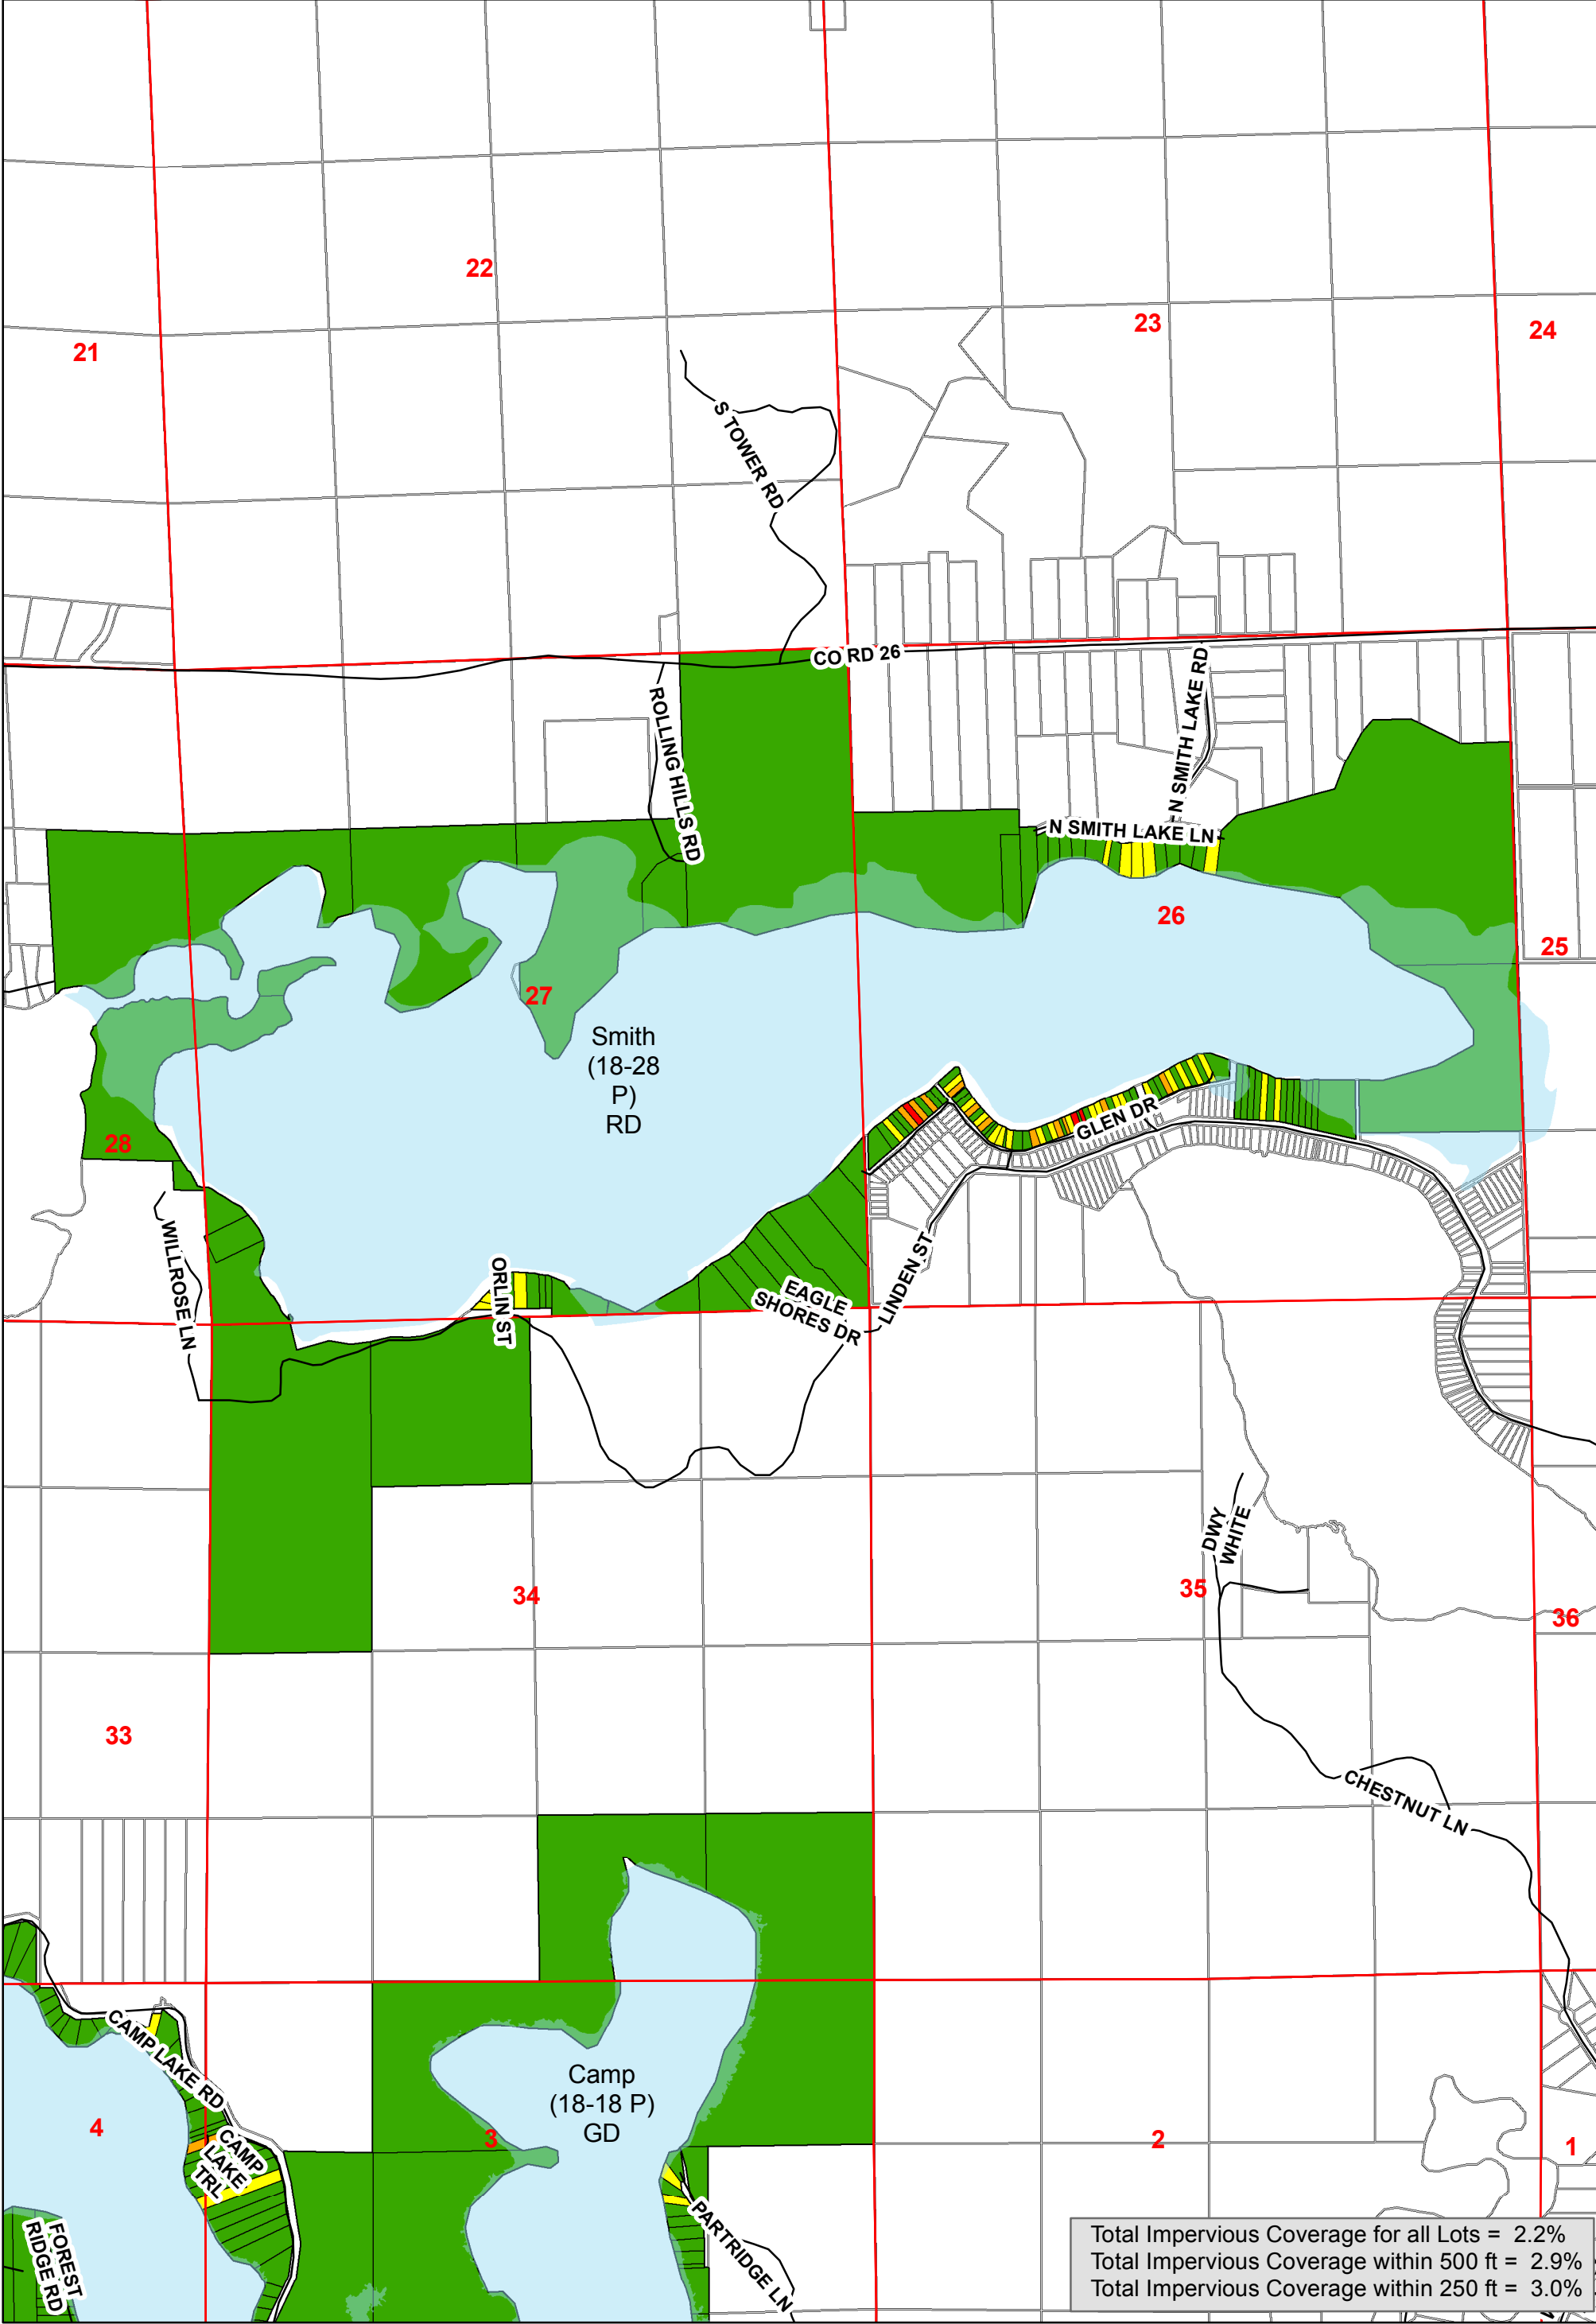 22
23
24
21
S TOWER RD
CO RD 26
ROLLING HILLS RD
N SMITH LAKE RD
N SMITH LAKE LN
26
25
27
Smith
(18-28
P)
RD
28
GLEN DR
WILLROSE LN
ORLIN ST
EAGLE
SHORES DR
LINDEN ST
DWY
WHITE
34
35
36
33
CHESTNUT LN
CAMP LAKE RD
Camp
(18-18 P)
GD
4
CAMP
LAKE
TRL
3
2
1
PARTRIDGE LN
FOREST
RIDGE RD
Total Impervious Coverage for all Lots = 2.2%
Total Impervious Coverage within 500 ft = 2.9%
Total Impervious Coverage within 250 ft = 3.0%